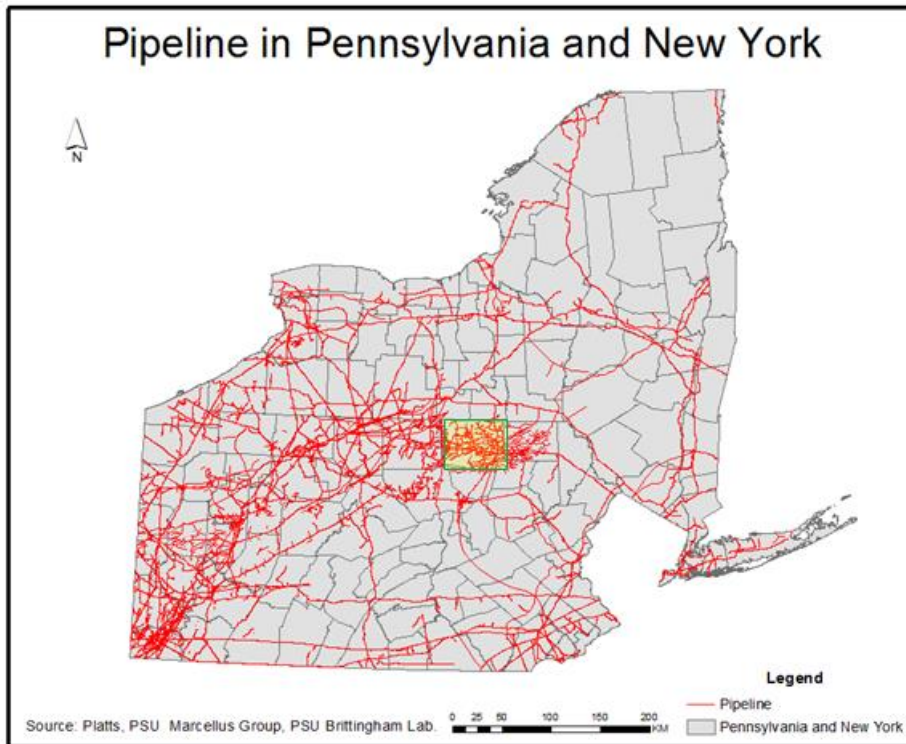 Pipeline in Pennsylvania and New York
N
Legend
Pipeline
Pennsylvania and New York
Source: Platts, PSU Marcellus Group, PSU Brittingham Lab.
0 25 50 100 150 200
KM